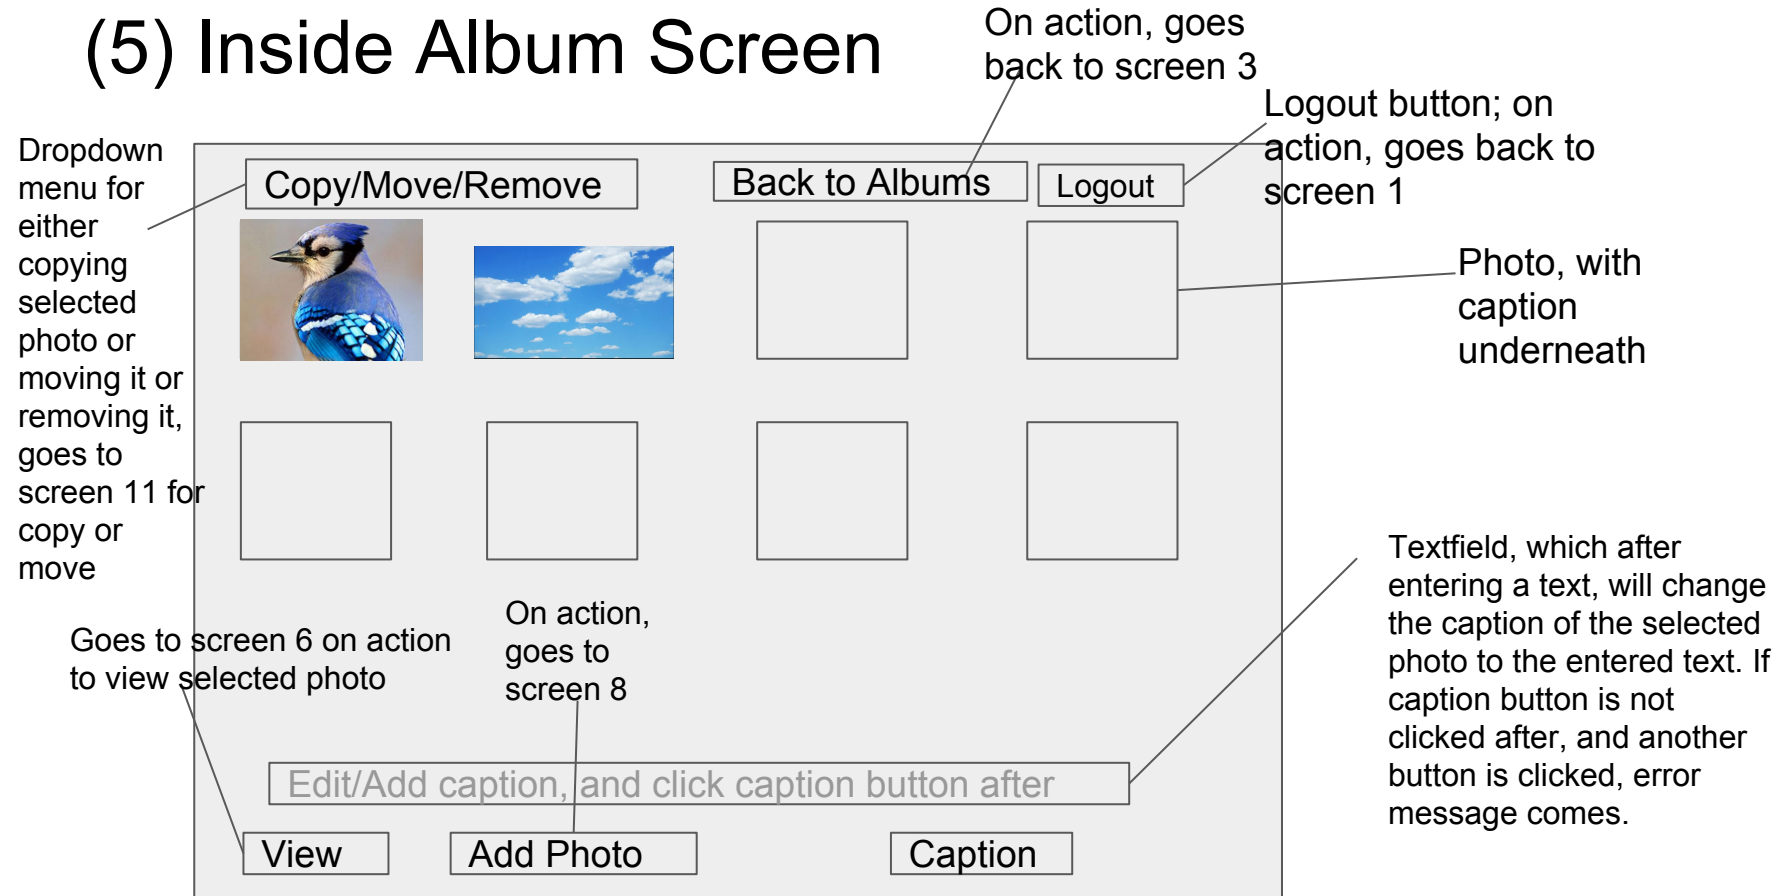 (5) Inside Album Screen
On action, goes
back to screen 3
Logout button; on
action, goes back to
screen 1
Dropdown
menu for
either
copying
selected
photo or
moving it or
removing it,
goes to
screen 11 for
copy or
move
Copy/Move/Remove
Back to Albums
Logout
Photo, with
caption
underneath
Textfield, which after
entering a text, will change
the caption of the selected
photo to the entered text. If
caption button is not
clicked after, and another
button is clicked, error
message comes.
Goes to screen 6 on action
to view selected photo
On action,
goes to
screen 8
Edit/Add caption, and click caption button after
View
Add Photo
Caption